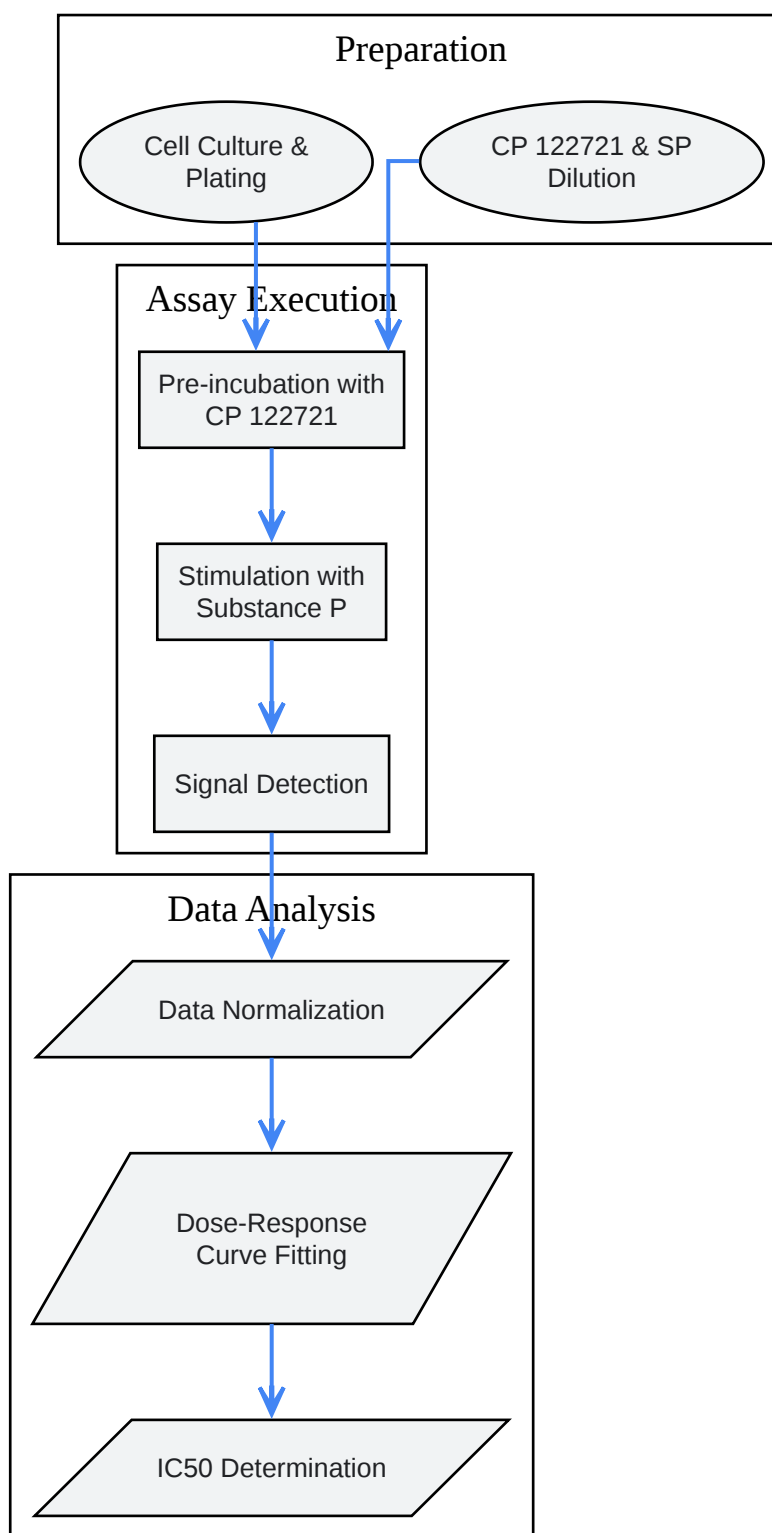 Preparation
Cell Culture &
Plating
CP 122721 & SP
Dilution
Assay Execution
Pre-incubation with
CP 122721
Stimulation with
Substance P
Signal Detection
Data Analysis
Data Normalization
Dose-Response
Curve Fitting
IC50 Determination